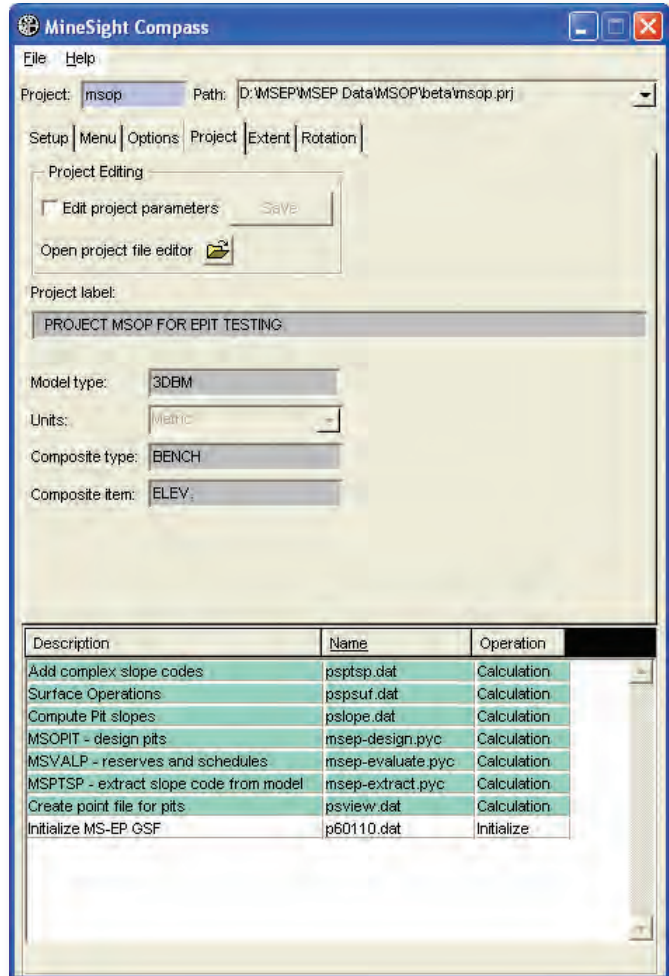 MineSight Compass
File Help
Project: msop Path: D:\MSEP\MSEP Data\MSOP\beta\msop.prj
Setup Menu Options Project Extent Rotation
Project Editing
Edit project parameters Save
Open project file editor
Project label:
PROJECT MSOP FOR EPIT TESTING
Model type: 3DBM
Units: Metric
Composite type: BENCH
Composite item: ELEV
Description Name Operation
Add complex slope codes psptsp.dat Calculation
Surface Operations pspsuf.dat Calculation
Compute Pit slopes pslope.dat Calculation
MSOPIT - design pits msep-design.pyc Calculation
MSVALP - reserves and schedules msep-evaluate.pyc Calculation
MSPTSP - extract slope code from model msep-extract.pyc Calculation
Create point file for pits psview.dat Calculation
Initialize MS-EP GSF p60110.dat Initialize